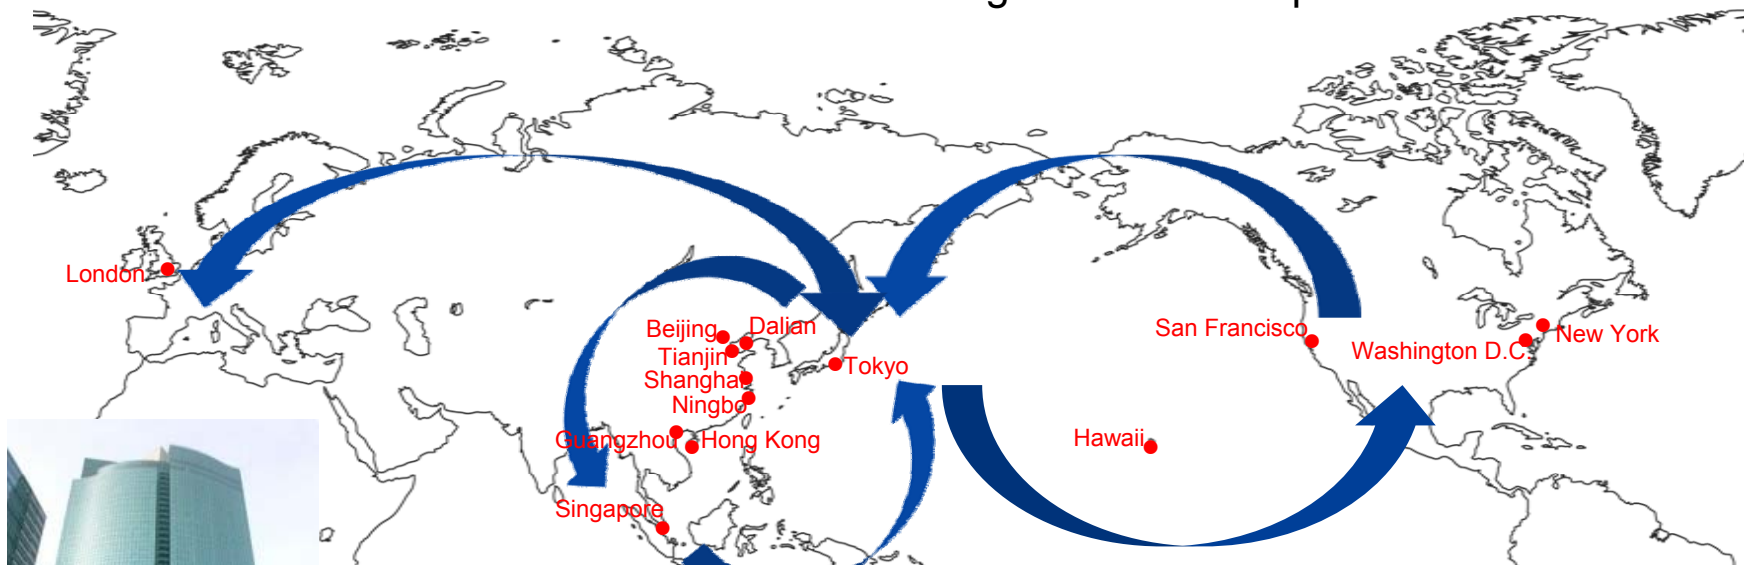 London
Beijing
Dalian
Tianjin
Shanghai
Ningbo
Guangzhou
Hong Kong
Singapore
Tokyo
San Francisco
Washington D.C.
New York
Hawaii